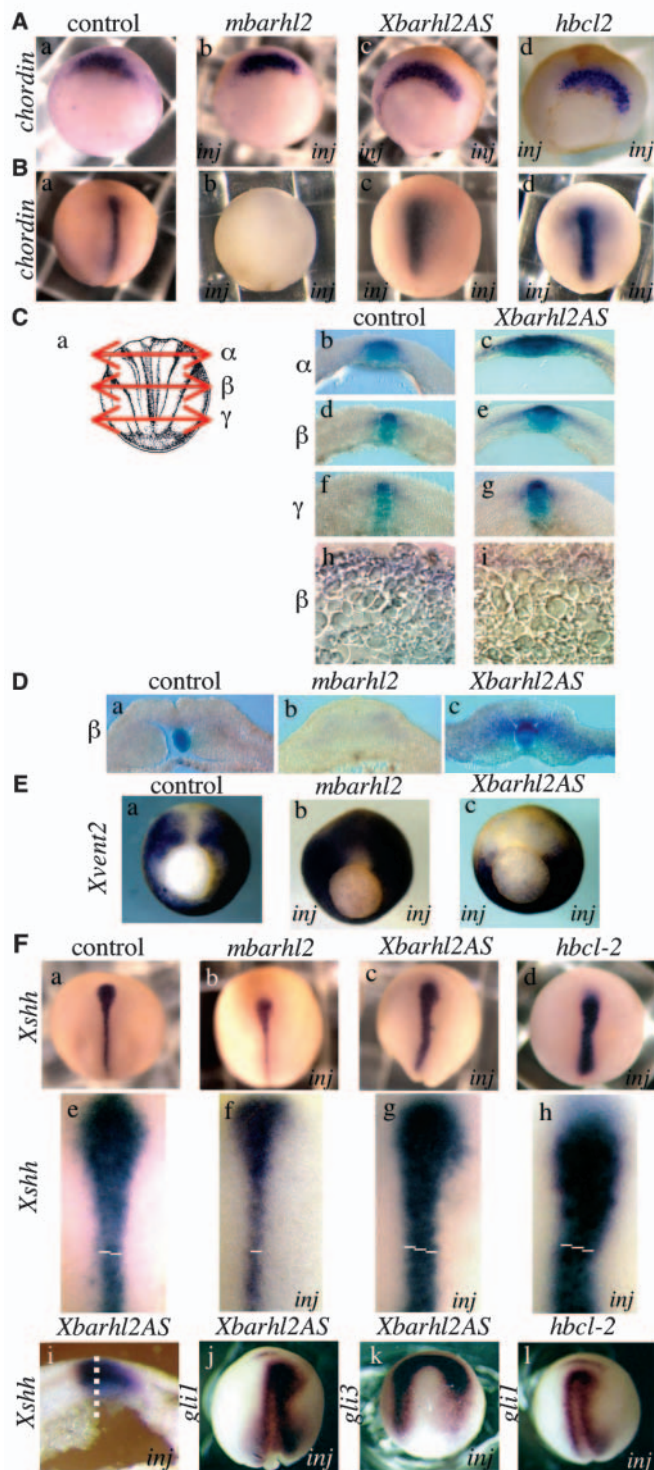 A control mbarhl2 Xbarhl2AS hbcl2
chordin a b c d
inj inj inj inj inj inj
B
chordin a b c d
inj inj inj inj inj inj
C control Xbarhl2AS
a α β γ
α b c
β d e
γ f g
β h i
D control mbarhl2 Xbarhl2AS
β a b c
E control mbarhl2 Xbarhl2AS
Xvent2 a b c
inj inj inj inj
F control mbarhl2 Xbarhl2AS hbcl-2
Xshh a b c d
inj inj inj
Xshh e f g h
inj inj inj
Xbarhl2AS Xbarhl2AS Xbarhl2AS hbcl-2
Xshh i gli1 j gli3 k gli1 l
inj inj inj inj